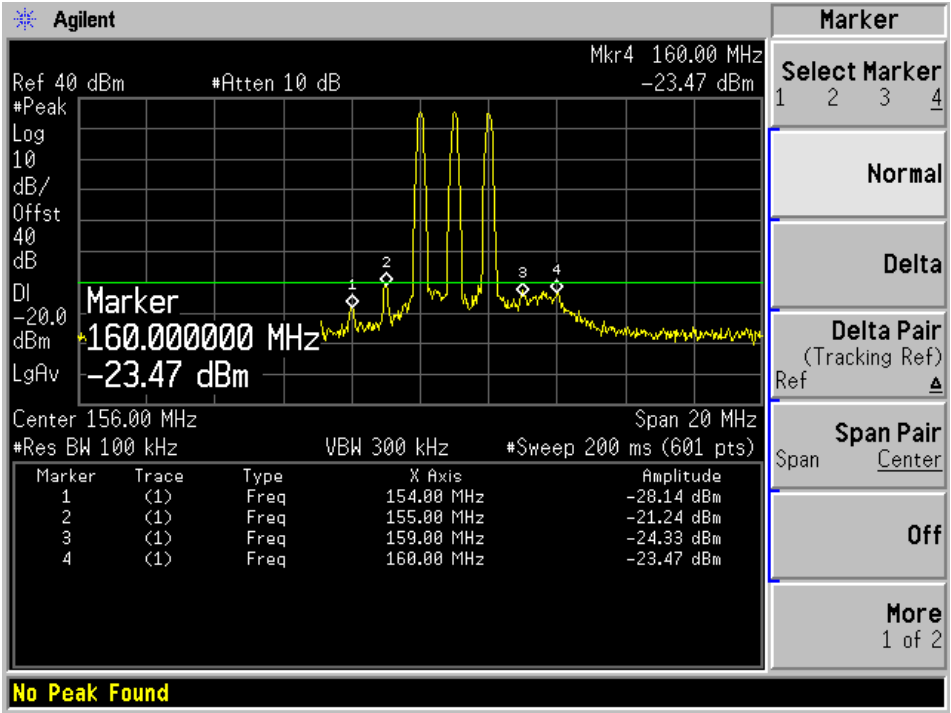 Agilent
Marker
Mkr4 160.00 MHz
Ref 40 dBm #Atten 10 dB -23.47 dBm
#Peak
Log
10
dB/
Offst
40
dB
DI
-20.0
dBm
LgAv
1
2
3
4
Marker
160.000000 MHz
-23.47 dBm
Center 156.00 MHz Span 20 MHz
#Res BW 100 kHz VBW 300 kHz #Sweep 200 ms (601 pts)
Marker Trace Type X Axis Amplitude
1 (1) Freq 154.00 MHz -28.14 dBm
2 (1) Freq 155.00 MHz -21.24 dBm
3 (1) Freq 159.00 MHz -24.33 dBm
4 (1) Freq 160.00 MHz -23.47 dBm
Select Marker
1 2 3 4
Normal
Delta
Delta Pair
(Tracking Ref)
Ref Δ
Span Pair
Span Center
Off
More
1 of 2
No Peak Found